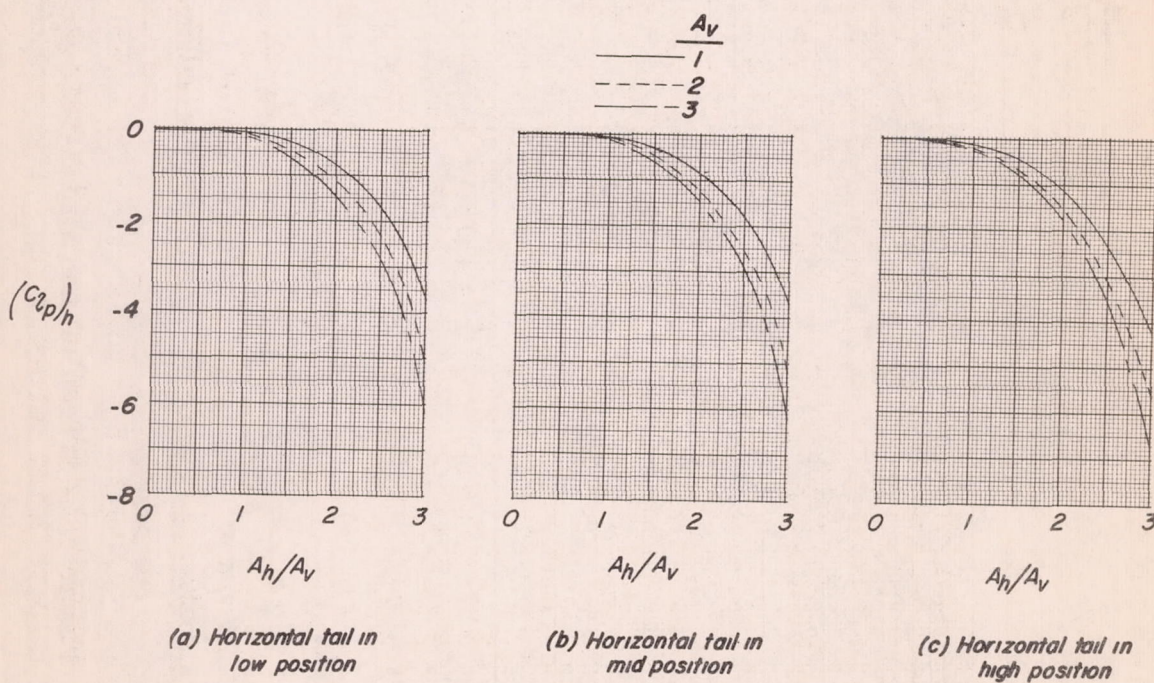 A_v
1
2
3
(C_{l_p})_h
0
-2
-4
-6
-8
0 1 2 3
0 1 2 3
0 1 2 3
A_h/A_v
A_h/A_v
A_h/A_v
(a) Horizontal tail in
low position
(b) Horizontal tail in
mid position
(c) Horizontal tail in
high position